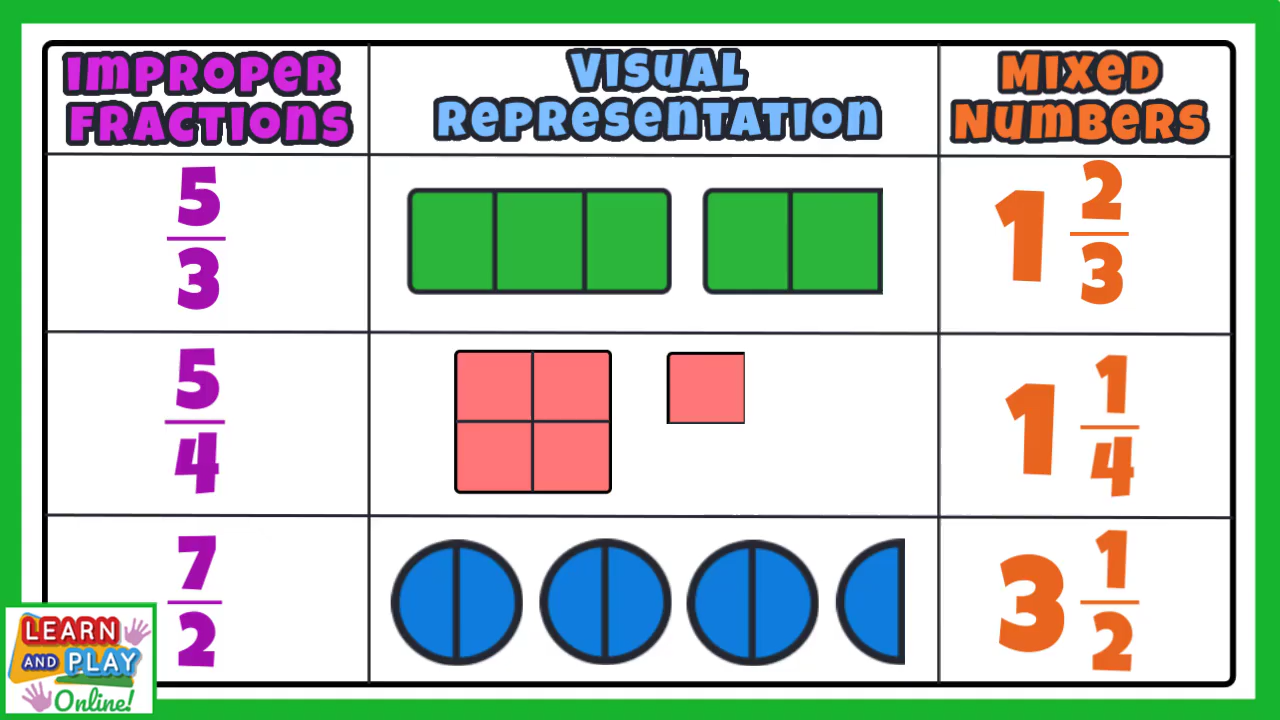 IMPROPER
FRACTIONS
VISUAL
REPRESENTATION
MIXED
NUMBERS
5
3
1 2
3
5
4
1 1
4
7
2
3 1
2
LEARN
AND PLAY
Online!